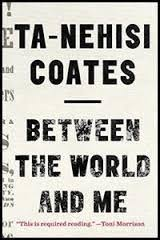 TA-NEHISI
COATES
BETWEEN
THE WORLD
AND ME
"This is required reading." —Toni Morrison